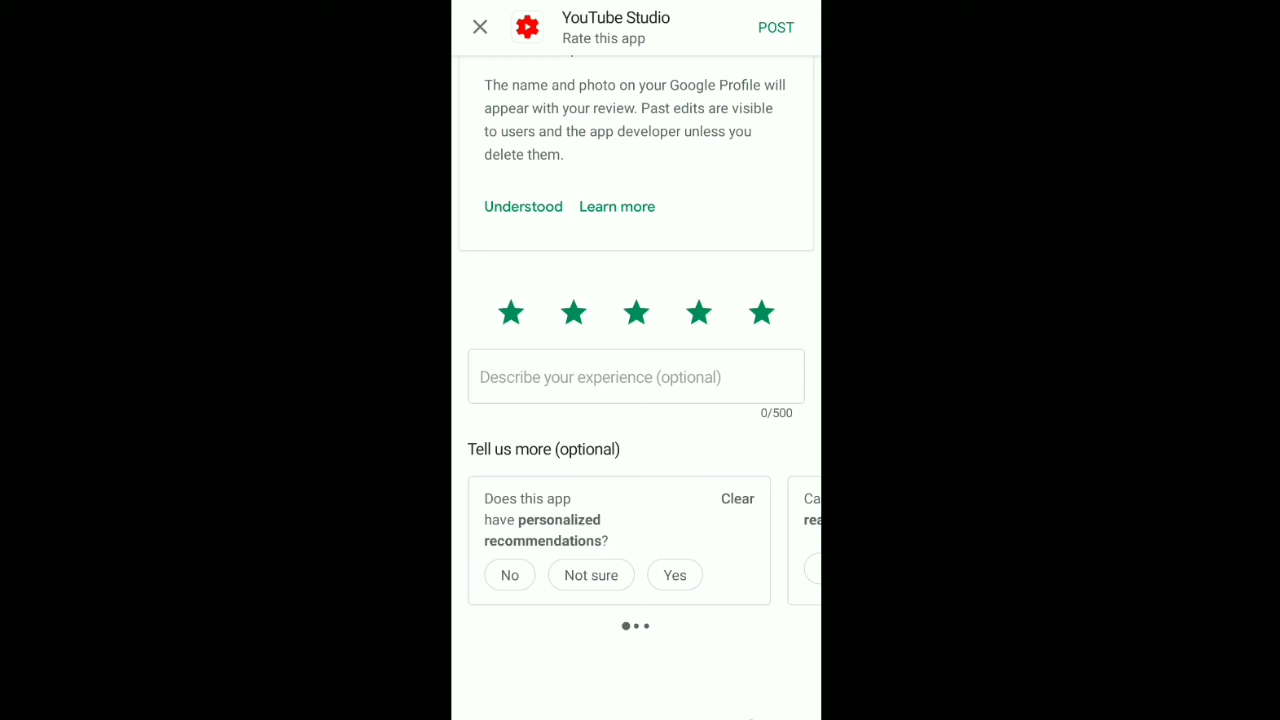 YouTube Studio
Rate this app
POST
The name and photo on your Google Profile will
appear with your review. Past edits are visible
to users and the app developer unless you
delete them.
Understood Learn more
Describe your experience (optional)
0/500
Tell us more (optional)
Does this app
have personalized
recommendations?
Clear
No Not sure Yes
Ca
rea